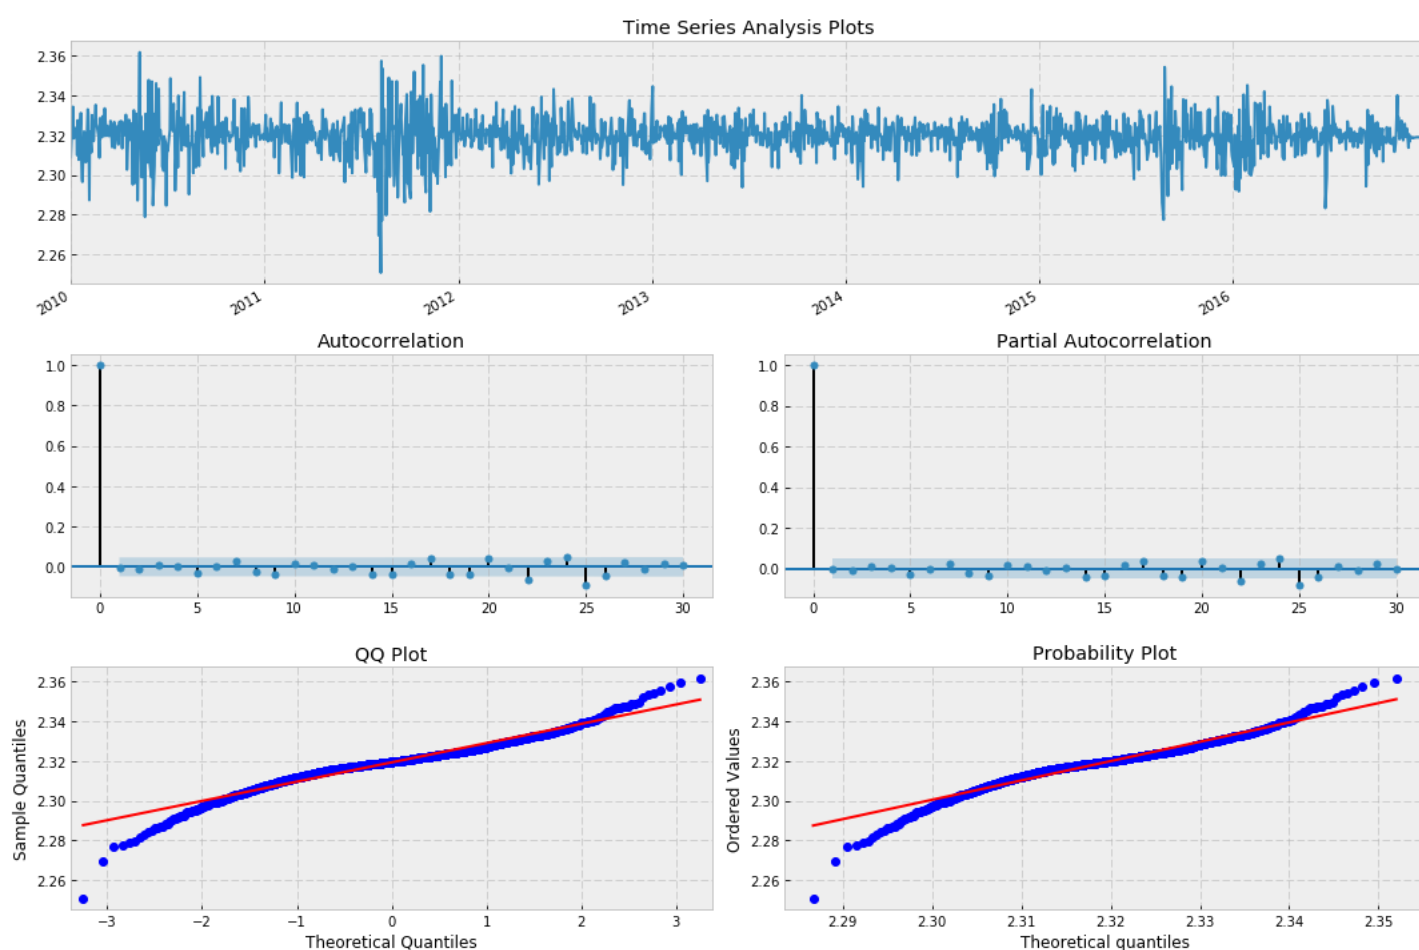 Time Series Analysis Plots
2.36
2.34
2.32
2.30
2.28
2.26
2010 2011 2012 2013 2014 2015 2016
Autocorrelation
1.0
0.8
0.6
0.4
0.2
0.0
0 5 10 15 20 25 30
Partial Autocorrelation
1.0
0.8
0.6
0.4
0.2
0.0
0 5 10 15 20 25 30
QQ Plot
Sample Quantiles
2.36
2.34
2.32
2.30
2.28
2.26
−3 −2 −1 0 1 2 3
Theoretical Quantiles
Probability Plot
Ordered Values
2.36
2.34
2.32
2.30
2.28
2.26
2.29 2.30 2.31 2.32 2.33 2.34 2.35
Theoretical quantiles